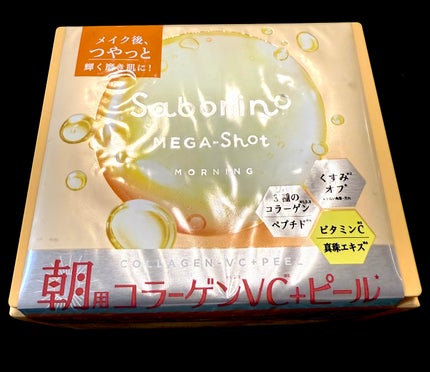 メイク後、
つやっと
輝く磨き肌に!
Saborino
MEGA-Shot
MORNING
くすみ
オフ
3種の
コラーゲン
ペプチド
ビタミンC
真珠エキス
COLLAGEN・VC+PEEL
朝用コラーゲンVC+ピール